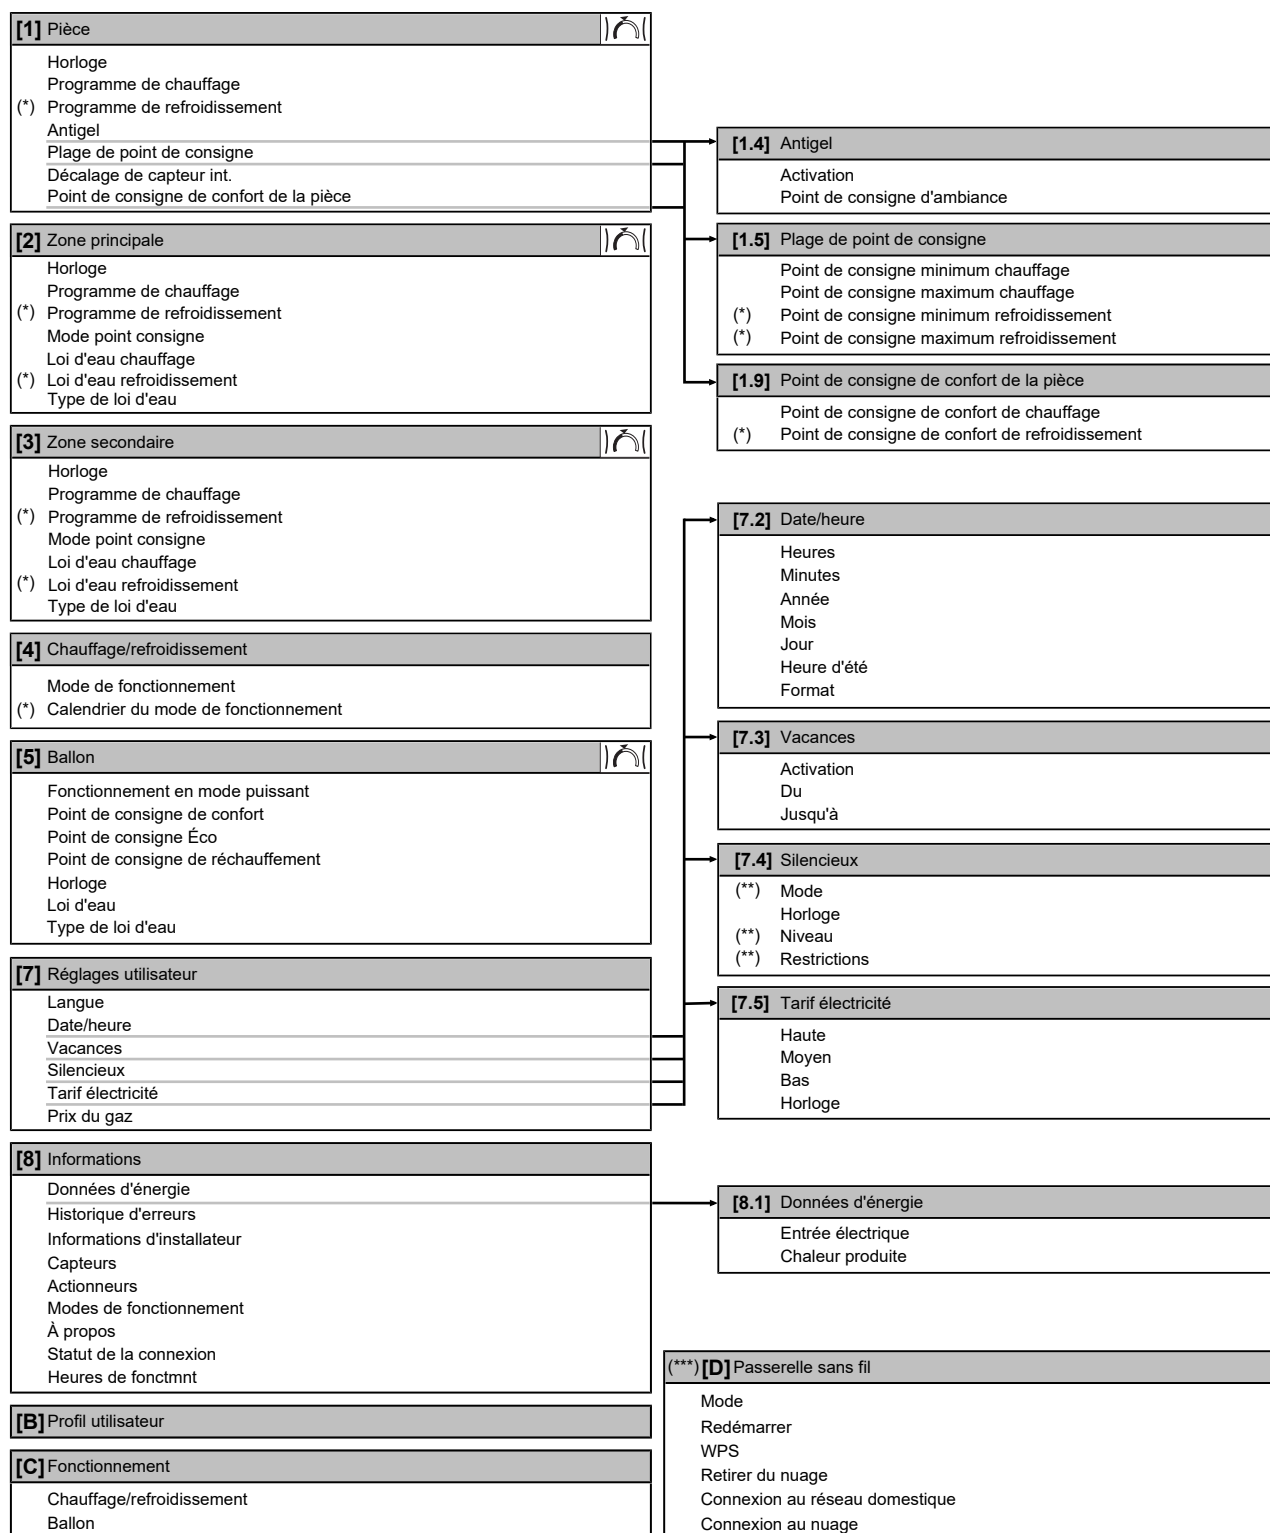 [1] Pièce
Horloge
Programme de chauffage
(*) Programme de refroidissement
Antigel
Plage de point de consigne
Décalage de capteur int.
Point de consigne de confort de la pièce
[2] Zone principale
Horloge
Programme de chauffage
(*) Programme de refroidissement
Mode point consigne
Loi d'eau chauffage
(*) Loi d'eau refroidissement
Type de loi d'eau
[3] Zone secondaire
Horloge
Programme de chauffage
(*) Programme de refroidissement
Mode point consigne
Loi d'eau chauffage
(*) Loi d'eau refroidissement
Type de loi d'eau
[4] Chauffage/refroidissement
Mode de fonctionnement
(*) Calendrier du mode de fonctionnement
[5] Ballon
Fonctionnement en mode puissant
Point de consigne de confort
Point de consigne Éco
Point de consigne de réchauffement
Horloge
Loi d'eau
Type de loi d'eau
[7] Réglages utilisateur
Langue
Date/heure
Vacances
Silencieux
Tarif électricité
Prix du gaz
[8] Informations
Données d'énergie
Historique d'erreurs
Informations d'installateur
Capteurs
Actionneurs
Modes de fonctionnement
À propos
Statut de la connexion
Heures de fonctmnt
[B] Profil utilisateur
[C] Fonctionnement
Chauffage/refroidissement
Ballon
[1.4] Antigel
Activation
Point de consigne d'ambiance
[1.5] Plage de point de consigne
Point de consigne minimum chauffage
Point de consigne maximum chauffage
(*) Point de consigne minimum refroidissement
(*) Point de consigne maximum refroidissement
[1.9] Point de consigne de confort de la pièce
Point de consigne de confort de chauffage
(*) Point de consigne de confort de refroidissement
[7.2] Date/heure
Heures
Minutes
Année
Mois
Jour
Heure d'été
Format
[7.3] Vacances
Activation
Du
Jusqu'à
[7.4] Silencieux
(**) Mode
Horloge
(**) Niveau
(**) Restrictions
[7.5] Tarif électricité
Haute
Moyen
Bas
Horloge
[8.1] Données d'énergie
Entrée électrique
Chaleur produite
(***) [D] Passerelle sans fil
Mode
Redémarrer
WPS
Retirer du nuage
Connexion au réseau domestique
Connexion au nuage